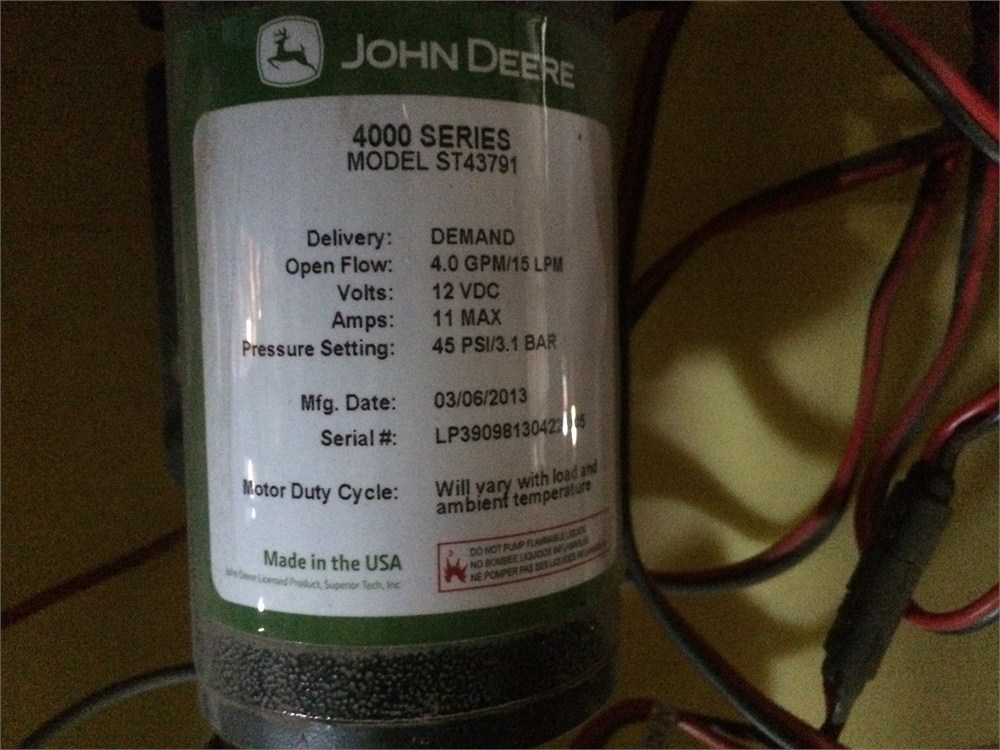 JOHN DEERE
4000 SERIES
MODEL ST43791
Delivery: DEMAND
Open Flow: 4.0 GPM/15 LPM
Volts: 12 VDC
Amps: 11 MAX
Pressure Setting: 45 PSI/3.1 BAR
Mfg. Date: 03/06/2013
Serial #:
Motor Duty Cycle: Will vary with load and
ambient temperature
Made in the USA
John Deere Licensed Product, Superior Tech, Inc.
DO NOT PUMP FLAMMABLE LIQUIDS
NO BOMBEE LIQUIDOS INFLAMABLES
NE POMPER PAS SES LIQUIDES